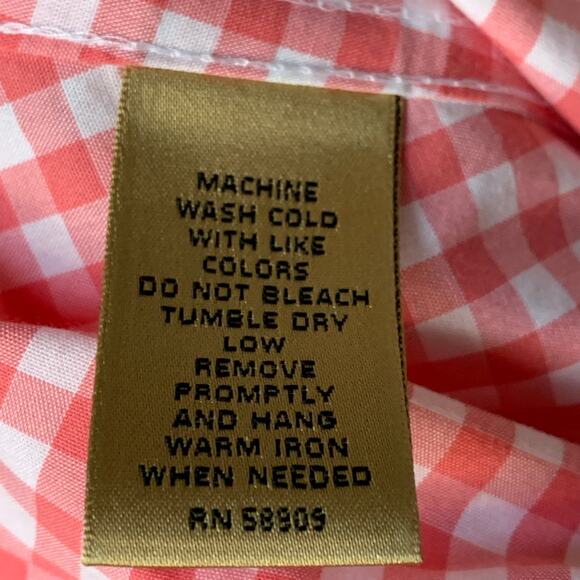 MACHINE
WASH COLD
WITH LIKE
COLORS
DO NOT BLEACH
TUMBLE DRY
LOW
REMOVE
PROMPTLY
AND HANG
WARM IRON
WHEN NEEDED
RN 58909